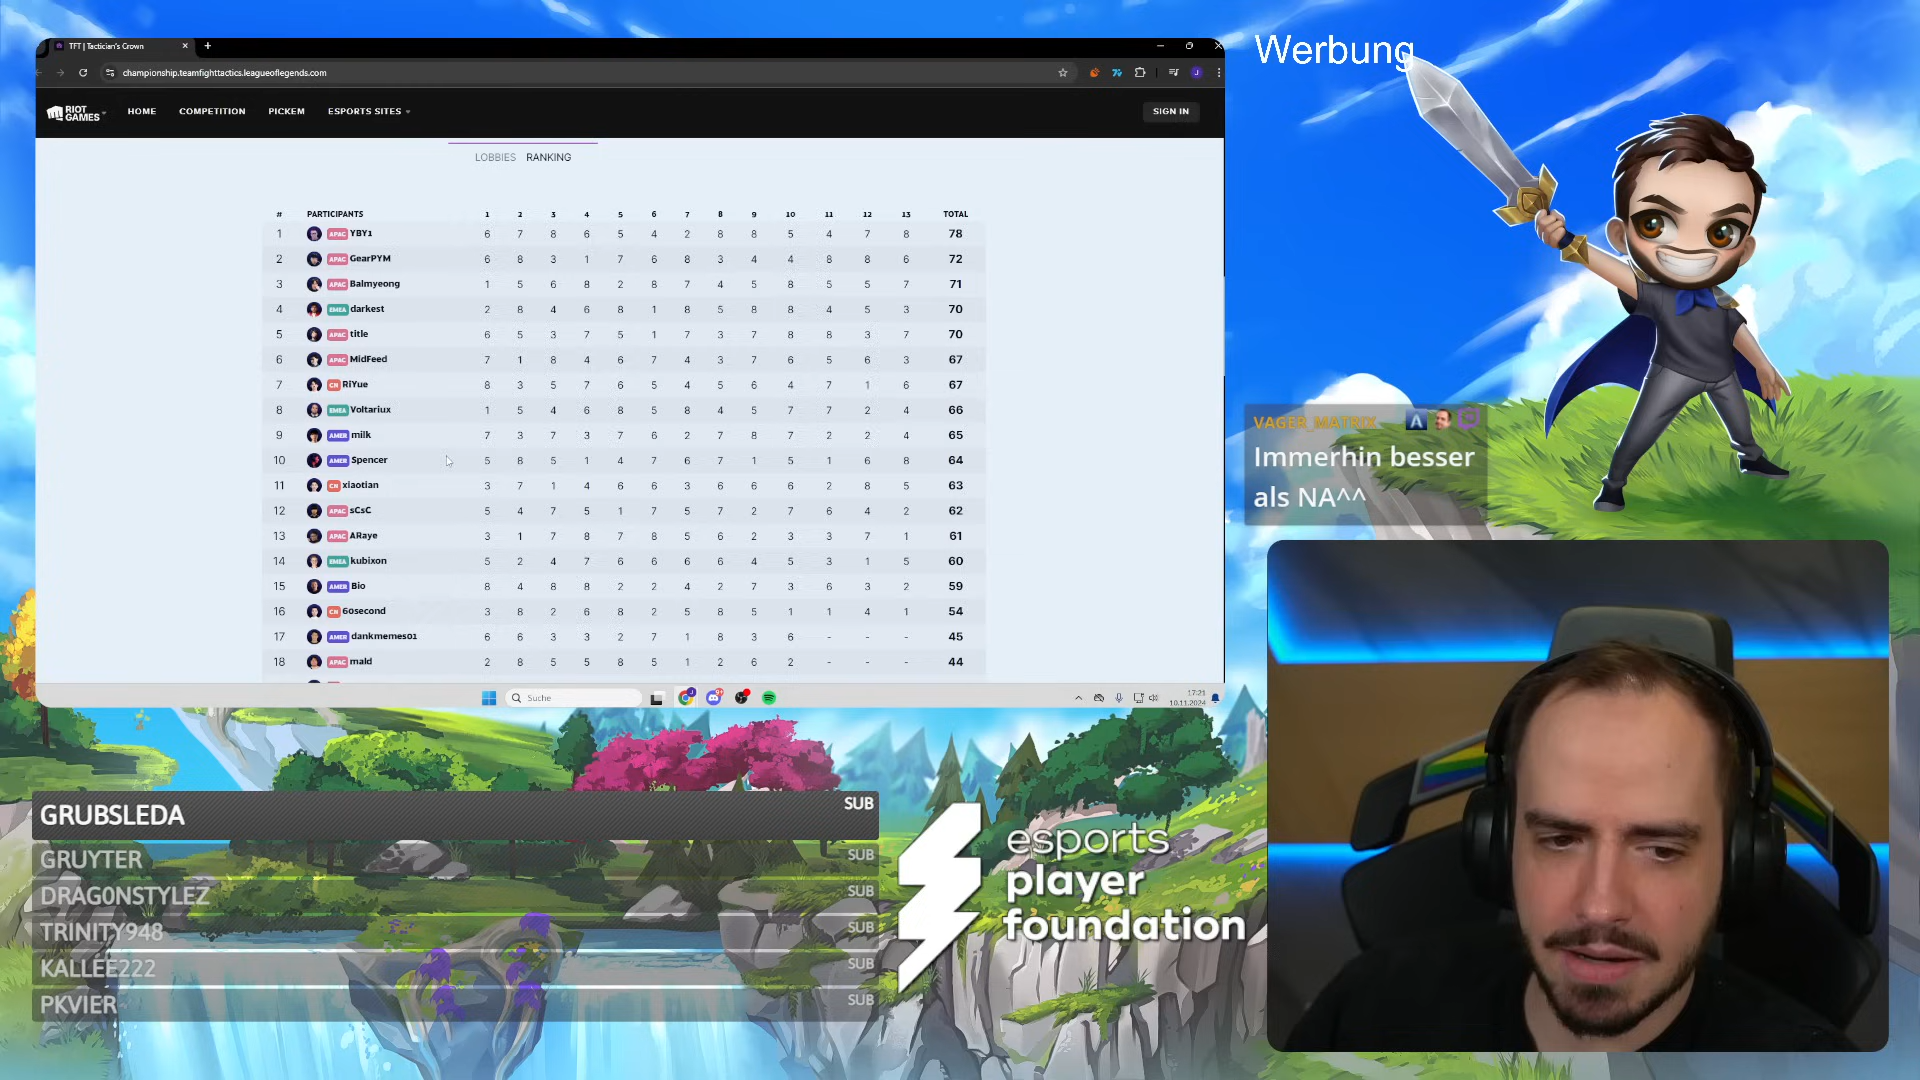 TFT | Tactician's Crown
championship.teamfighttactics.leagueoflegends.com
RIOT GAMES HOME COMPETITION PICKEM ESPORTS SITES SIGN IN
LOBBIES RANKING
# PARTICIPANTS 1 2 3 4 5 6 7 8 9 10 11 12 13 TOTAL
1 APAC YBY1 6 7 8 6 5 4 2 8 8 5 4 7 8 78
2 APAC GearPYM 6 8 3 1 7 6 8 3 4 4 8 8 6 72
3 APAC Balmyeong 1 5 6 8 2 8 7 4 5 8 5 5 7 71
4 EMEA darkest 2 8 4 6 8 1 8 5 8 8 4 5 3 70
5 APAC title 6 5 3 7 5 1 7 3 7 8 8 3 7 70
6 APAC MidFeed 7 1 8 4 6 7 4 3 7 6 5 6 3 67
7 CN RiYue 8 3 5 7 6 5 4 5 6 4 7 1 6 67
8 EMEA Voltariux 1 5 4 6 8 5 8 4 5 7 7 2 4 66
9 AMER milk 7 3 7 3 7 6 2 7 8 7 2 2 4 65
10 AMER Spencer 5 8 5 1 4 7 6 7 1 5 1 6 8 64
11 CN xiaotian 3 7 1 4 6 6 3 6 6 6 2 8 5 63
12 APAC sCsC 5 4 7 5 1 7 5 7 2 7 6 4 2 62
13 APAC ARaye 3 1 7 8 7 8 5 6 2 3 3 7 1 61
14 EMEA kubixon 5 2 4 7 6 6 6 6 4 5 3 1 5 60
15 AMER Bio 8 4 8 8 2 2 4 2 7 3 6 3 2 59
16 CN 60second 3 8 2 6 8 2 5 8 5 1 1 4 1 54
17 AMER dankmemes01 6 6 3 3 2 7 1 8 3 6 - - - 45
18 APAC mald 2 8 5 5 8 5 1 2 6 2 - - - 44
Suche
17:21
10.11.2024
Werbung
VAGER_MATRIX
Immerhin besser
als NA^^
GRUBSLEDA SUB
GRUYTER SUB
DRAG0NSTYLEZ SUB
TRINITY948 SUB
KALLEE222 SUB
PKVIER SUB
esports
player
foundation